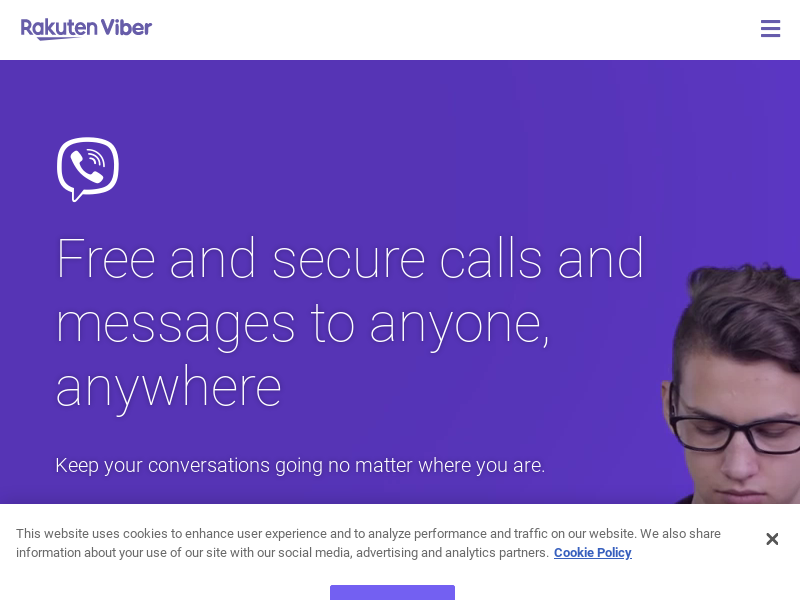 Rakuten Viber
Free and secure calls and
messages to anyone,
anywhere
Keep your conversations going no matter where you are.
This website uses cookies to enhance user experience and to analyze performance and traffic on our website. We also share
information about your use of our site with our social media, advertising and analytics partners. Cookie Policy